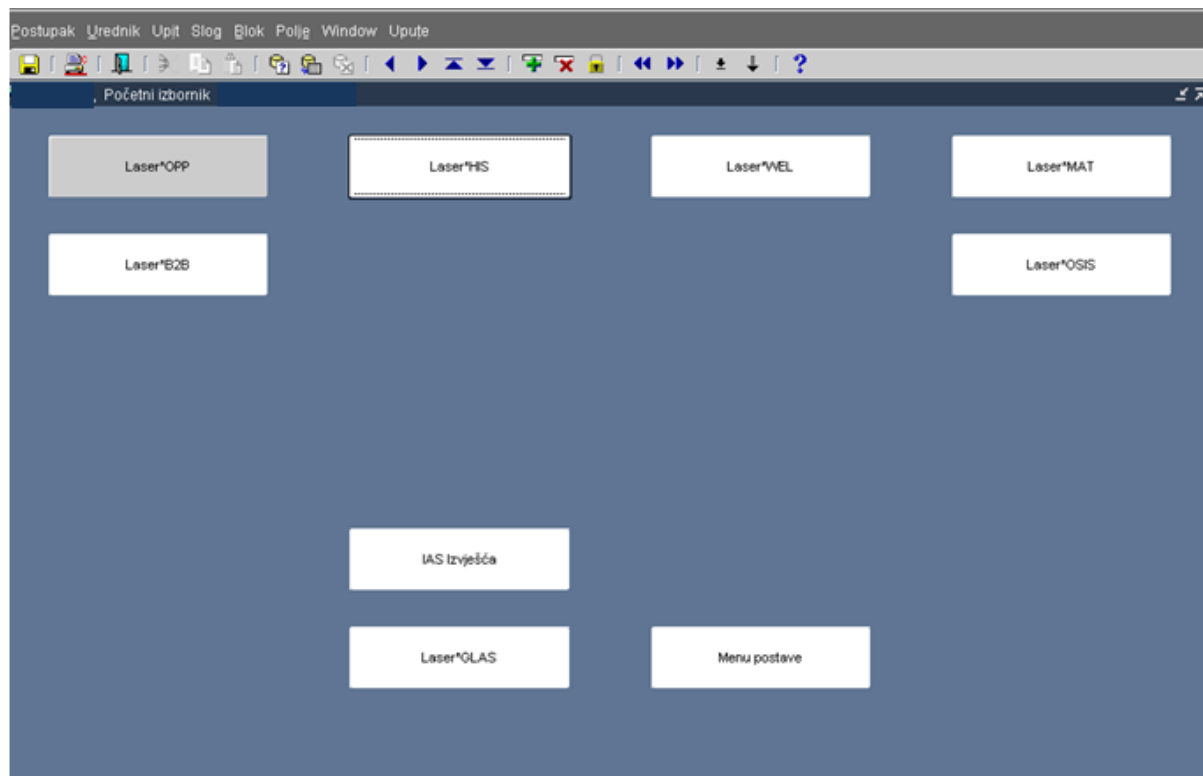 Postupak Urednik Upit Slog Blok Polje Window Upute
, Početni izbornik
Laser*OPP Laser*HIS Laser*WEL Laser*MAT
Laser*B2B Laser*OSIS
IAS Izvješća
Laser*GLAS Menu postave